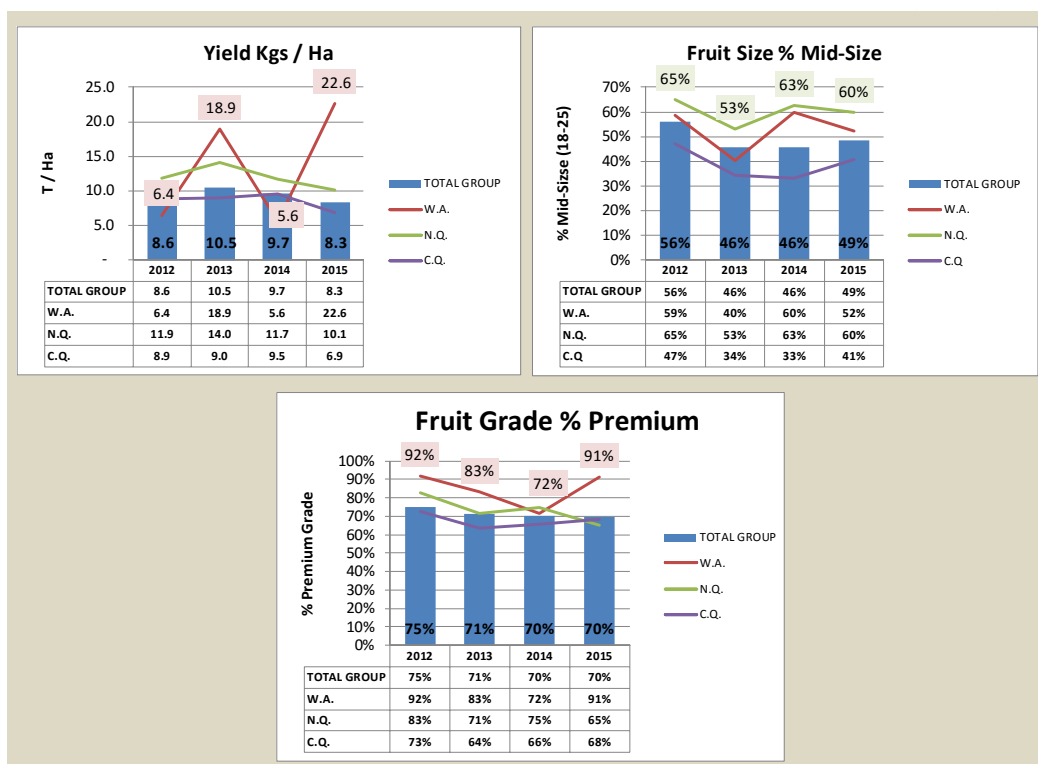 Yield Kgs / Ha
25.0
20.0
15.0
10.0
5.0
-
T / Ha
6.4
18.9
5.6
22.6
8.6
10.5
9.7
8.3
TOTAL GROUP
W.A.
N.Q.
C.Q.
2012 2013 2014 2015
TOTAL GROUP 8.6 10.5 9.7 8.3
W.A. 6.4 18.9 5.6 22.6
N.Q. 11.9 14.0 11.7 10.1
C.Q. 8.9 9.0 9.5 6.9
Fruit Size % Mid-Size
70%
60%
50%
40%
30%
20%
10%
0%
% Mid-Sizse (18-25)
65%
53%
63%
60%
56%
46%
46%
49%
TOTAL GROUP
W.A.
N.Q.
C.Q
2012 2013 2014 2015
TOTAL GROUP 56% 46% 46% 49%
W.A. 59% 40% 60% 52%
N.Q. 65% 53% 63% 60%
C.Q 47% 34% 33% 41%
Fruit Grade % Premium
100%
90%
80%
70%
60%
50%
40%
30%
20%
10%
0%
% Premium Grade
92%
83%
72%
91%
75%
71%
70%
70%
TOTAL GROUP
W.A.
N.Q.
C.Q.
2012 2013 2014 2015
TOTAL GROUP 75% 71% 70% 70%
W.A. 92% 83% 72% 91%
N.Q. 83% 71% 75% 65%
C.Q. 73% 64% 66% 68%